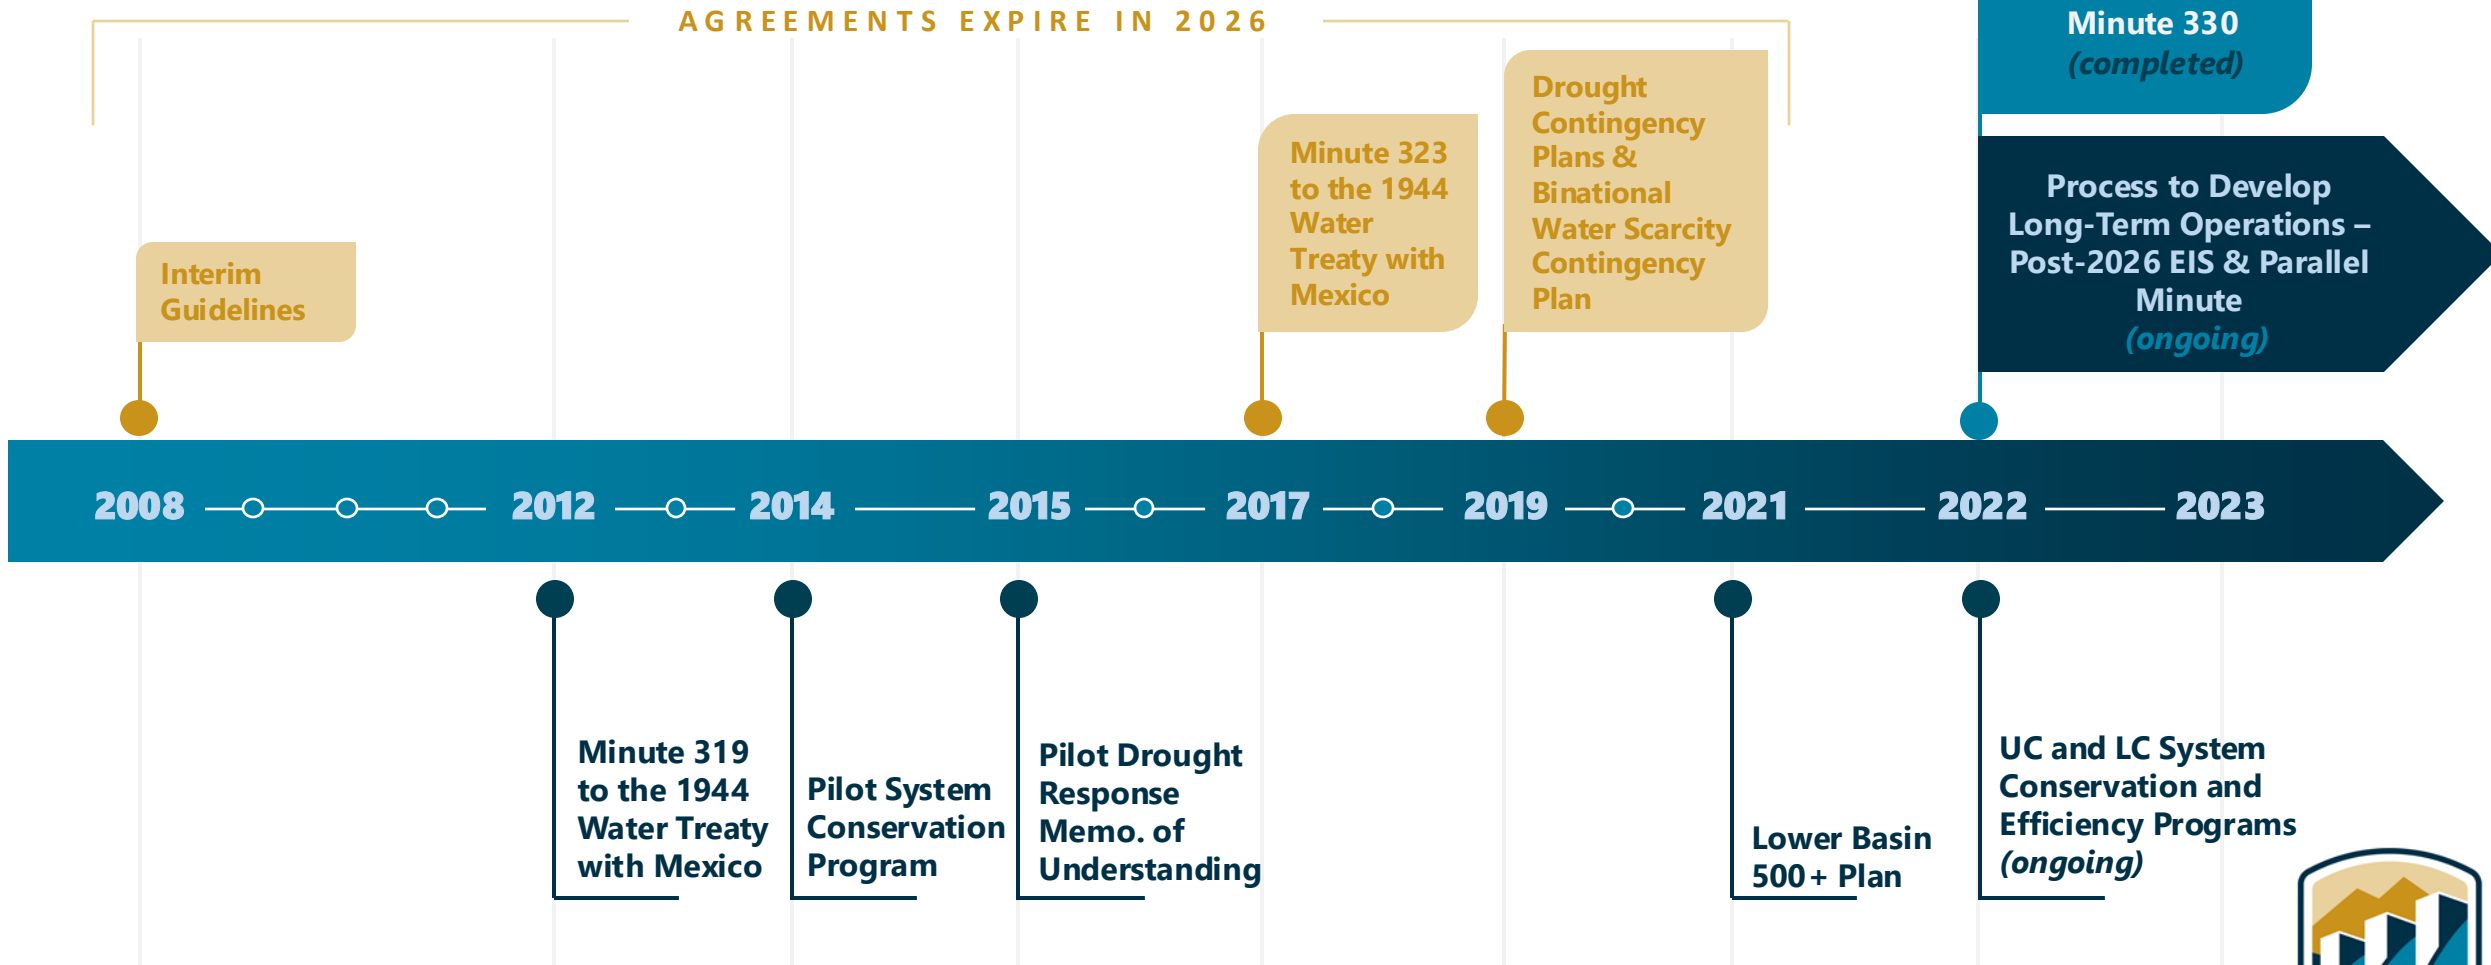 AGREEMENTS EXPIRE IN 2026
Minute 330
(completed)
Interim
Guidelines
Minute 323
to the 1944
Water
Treaty with
Mexico
Drought
Contingency
Plans &
Binational
Water Scarcity
Contingency
Plan
Process to Develop
Long-Term Operations –
Post-2026 EIS & Parallel
Minute
(ongoing)
2008
2012
2014
2015
2017
2019
2021
2022
2023
Minute 319
to the 1944
Water Treaty
with Mexico
Pilot System
Conservation
Program
Pilot Drought
Response
Memo. of
Understanding
Lower Basin
500+ Plan
UC and LC System
Conservation and
Efficiency Programs
(ongoing)